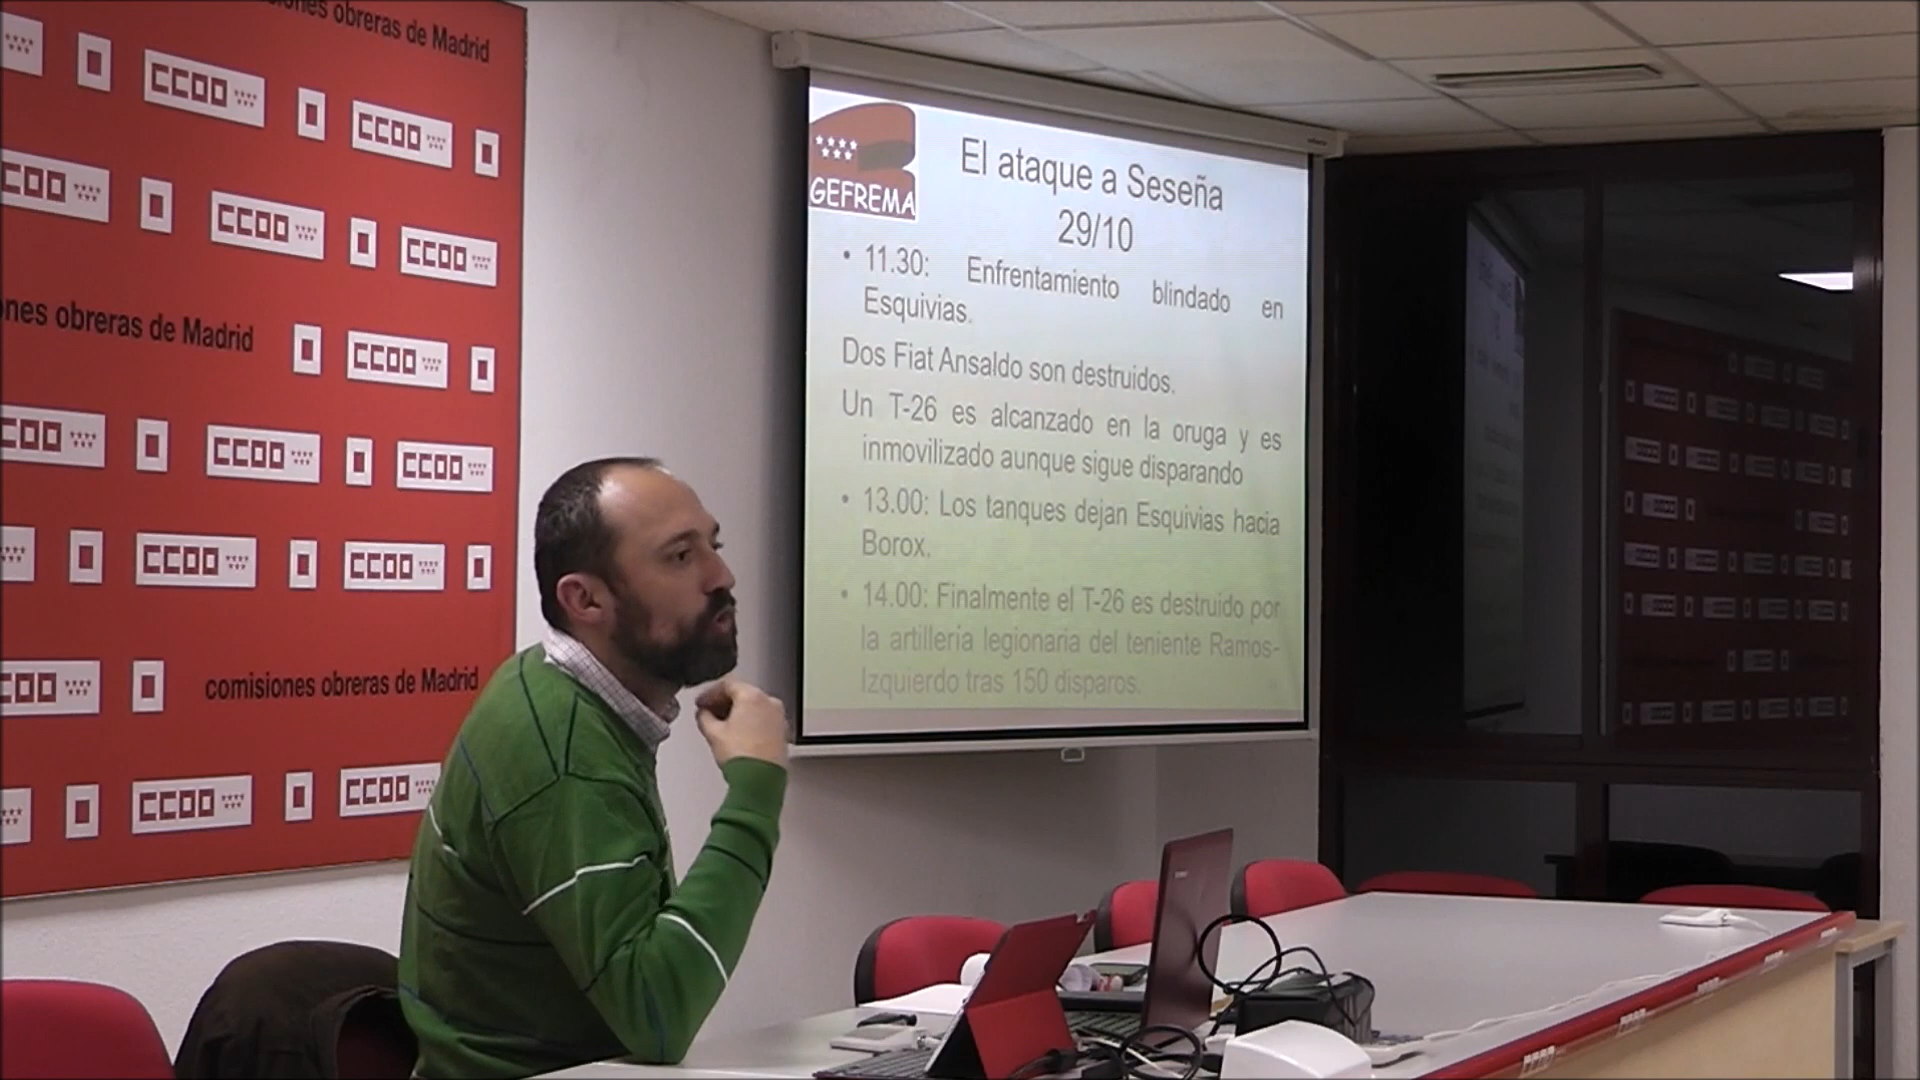 comisiones obreras de Madrid
CCOO
CCOO
CCOO
CCOO
CCOO
ones obreras de Madrid
CCOO
CCOO
CCOO
CCOO
CCOO
CCOO
CCOO
comisiones obreras de Madrid
CCOO
CCOO
GEFREMA
El ataque a Seseña
29/10
• 11.30: Enfrentamiento blindado en
Esquivias.
Dos Fiat Ansaldo son destruidos.
Un T-26 es alcanzado en la oruga y es
inmovilizado aunque sigue disparando
• 13.00: Los tanques dejan Esquivias hacia
Borox.
• 14.00: Finalmente el T-26 es destruido por
la artilleria legionaria del teniente Ramos-
Izquierdo tras 150 disparos.